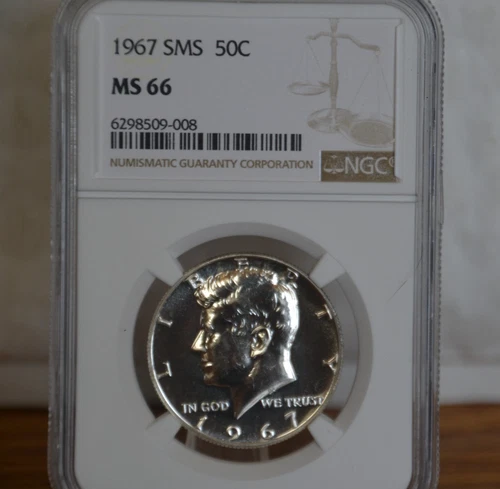 1967 SMS 50C
MS 66
6298509-008
NUMISMATIC GUARANTY CORPORATION
NGC
LIBERTY
IN GOD WE TRUST
1967